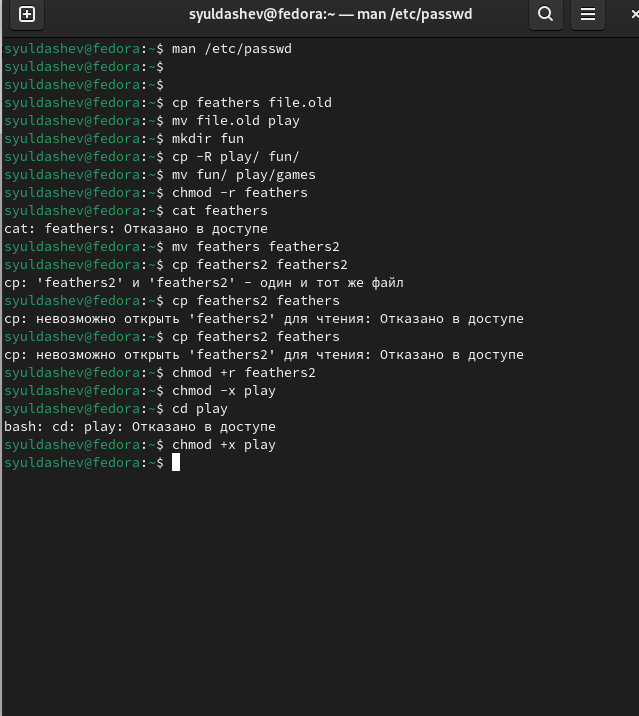 syuldashev@fedora:~ — man /etc/passwd
syuldashev@fedora:~$ man /etc/passwd
syuldashev@fedora:~$
syuldashev@fedora:~$
syuldashev@fedora:~$ cp feathers file.old
syuldashev@fedora:~$ mv file.old play
syuldashev@fedora:~$ mkdir fun
syuldashev@fedora:~$ cp -R play/ fun/
syuldashev@fedora:~$ mv fun/ play/games
syuldashev@fedora:~$ chmod -r feathers
syuldashev@fedora:~$ cat feathers
cat: feathers: Отказано в доступе
syuldashev@fedora:~$ mv feathers feathers2
syuldashev@fedora:~$ cp feathers2 feathers2
cp: 'feathers2' и 'feathers2' - один и тот же файл
syuldashev@fedora:~$ cp feathers2 feathers
cp: невозможно открыть 'feathers2' для чтения: Отказано в доступе
syuldashev@fedora:~$ cp feathers2 feathers
cp: невозможно открыть 'feathers2' для чтения: Отказано в доступе
syuldashev@fedora:~$ chmod +r feathers2
syuldashev@fedora:~$ chmod -x play
syuldashev@fedora:~$ cd play
bash: cd: play: Отказано в доступе
syuldashev@fedora:~$ chmod +x play
syuldashev@fedora:~$